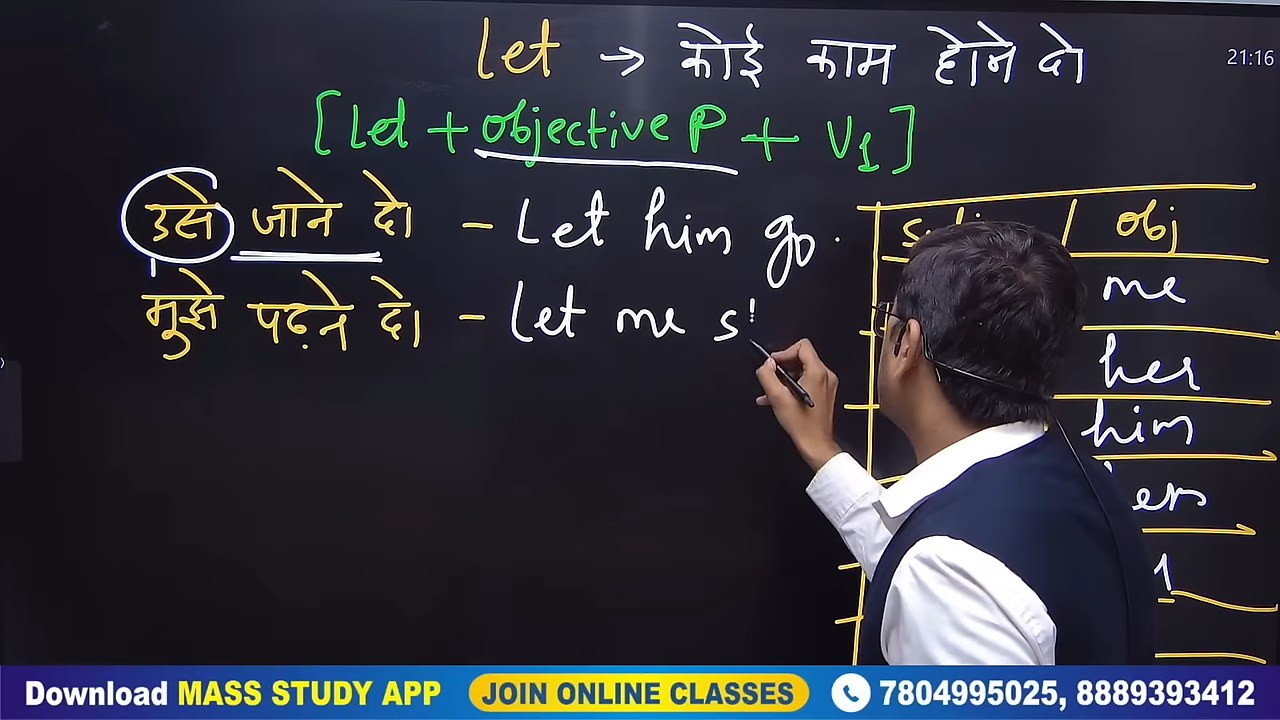 let → कोई काम होने दो
21:16
[Let + objective P + V1]
उसे जाने दो - Let him go.
मुझे पढ़ने दो - Let me s
obj
me
her
him
Download MASS STUDY APP JOIN ONLINE CLASSES 7804995025, 8889393412